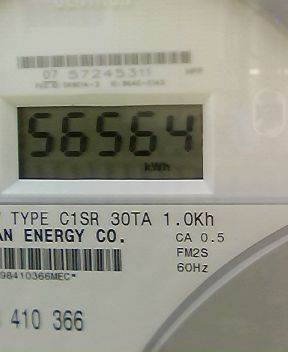 07 57245311
56564
kWh
TYPE C1SR 30TA 1.0Kh
AN ENERGY CO.
CA 0.5
FM2S
60Hz
98410366MEC*
410 366